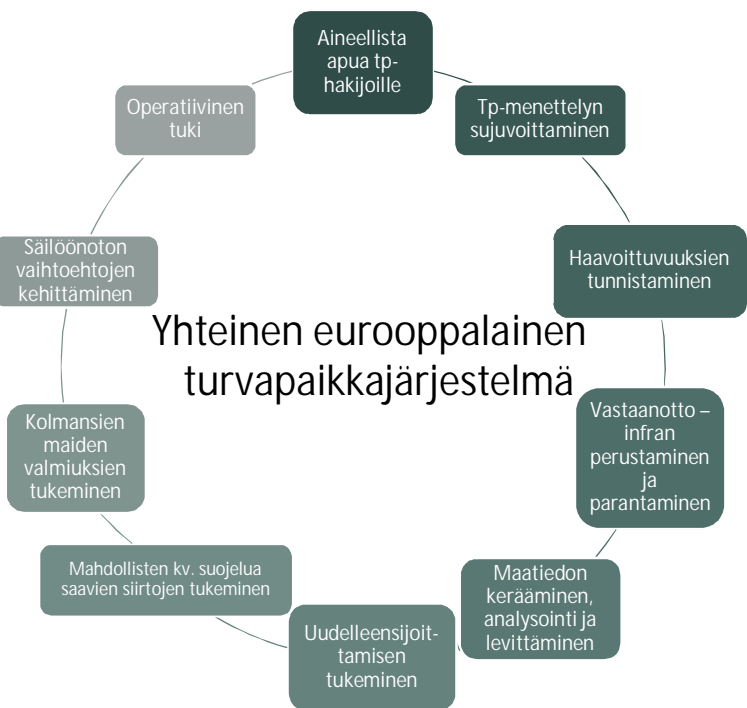 Aineellista
apua tp-
hakijoille
Tp-menettelyn
sujuvoittaminen
Haavoittuvuuksien
tunnistaminen
Vastaanotto –
infran
perustaminen
ja
parantaminen
Maatiedon
kerääminen,
analysointi ja
levittäminen
Uudelleensijoit-
tamisen
tukeminen
Mahdollisten kv. suojelua
saavien siirtojen tukeminen
Kolmansien
maiden
valmiuksien
tukeminen
Säilöönoton
vaihtoehtojen
kehittäminen
Operatiivinen
tuki
Yhteinen eurooppalainen
turvapaikkajärjestelmä